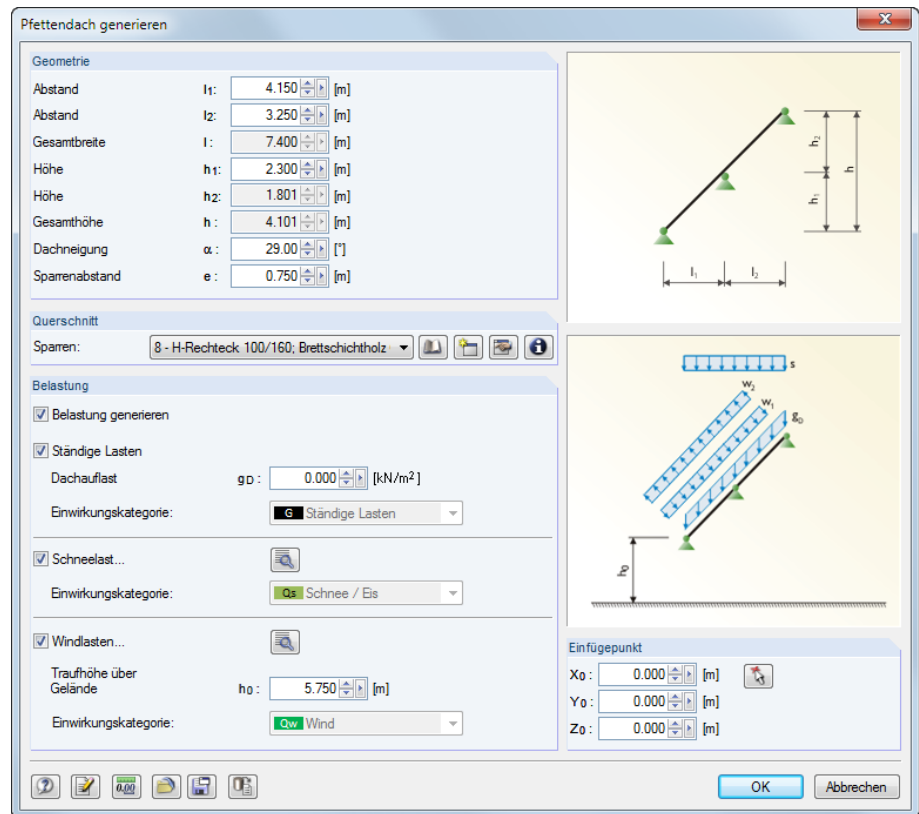 Pfettendach generieren
Geometrie
Abstand l1: 4.150 [m]
Abstand l2: 3.250 [m]
Gesamtbreite l : 7.400 [m]
Höhe h1: 2.300 [m]
Höhe h2: 1.801 [m]
Gesamthöhe h : 4.101 [m]
Dachneigung α : 29.00 [°]
Sparrenabstand e : 0.750 [m]
h2
h
h1
l1 l2
Querschnitt
Sparren: 8 - H-Rechteck 100/160; Brettschichtholz
Belastung
Belastung generieren
Ständige Lasten
Dachauflast gD : 0.000 [kN/m²]
Einwirkungskategorie: G Ständige Lasten
Schneelast...
Einwirkungskategorie: Qs Schnee / Eis
Windlasten...
Traufhöhe über
Gelände h0 : 5.750 [m]
Einwirkungskategorie: Qw Wind
s
w2
w1
gD
h0
Einfügepunkt
X0 : 0.000 [m]
Y0 : 0.000 [m]
Z0 : 0.000 [m]
0.00
OK Abbrechen